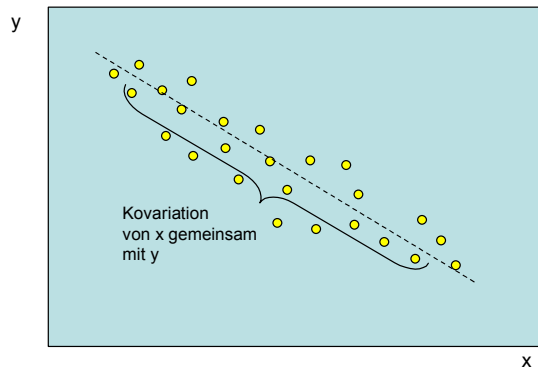 y
Kovariation
von x gemeinsam
mit y
x